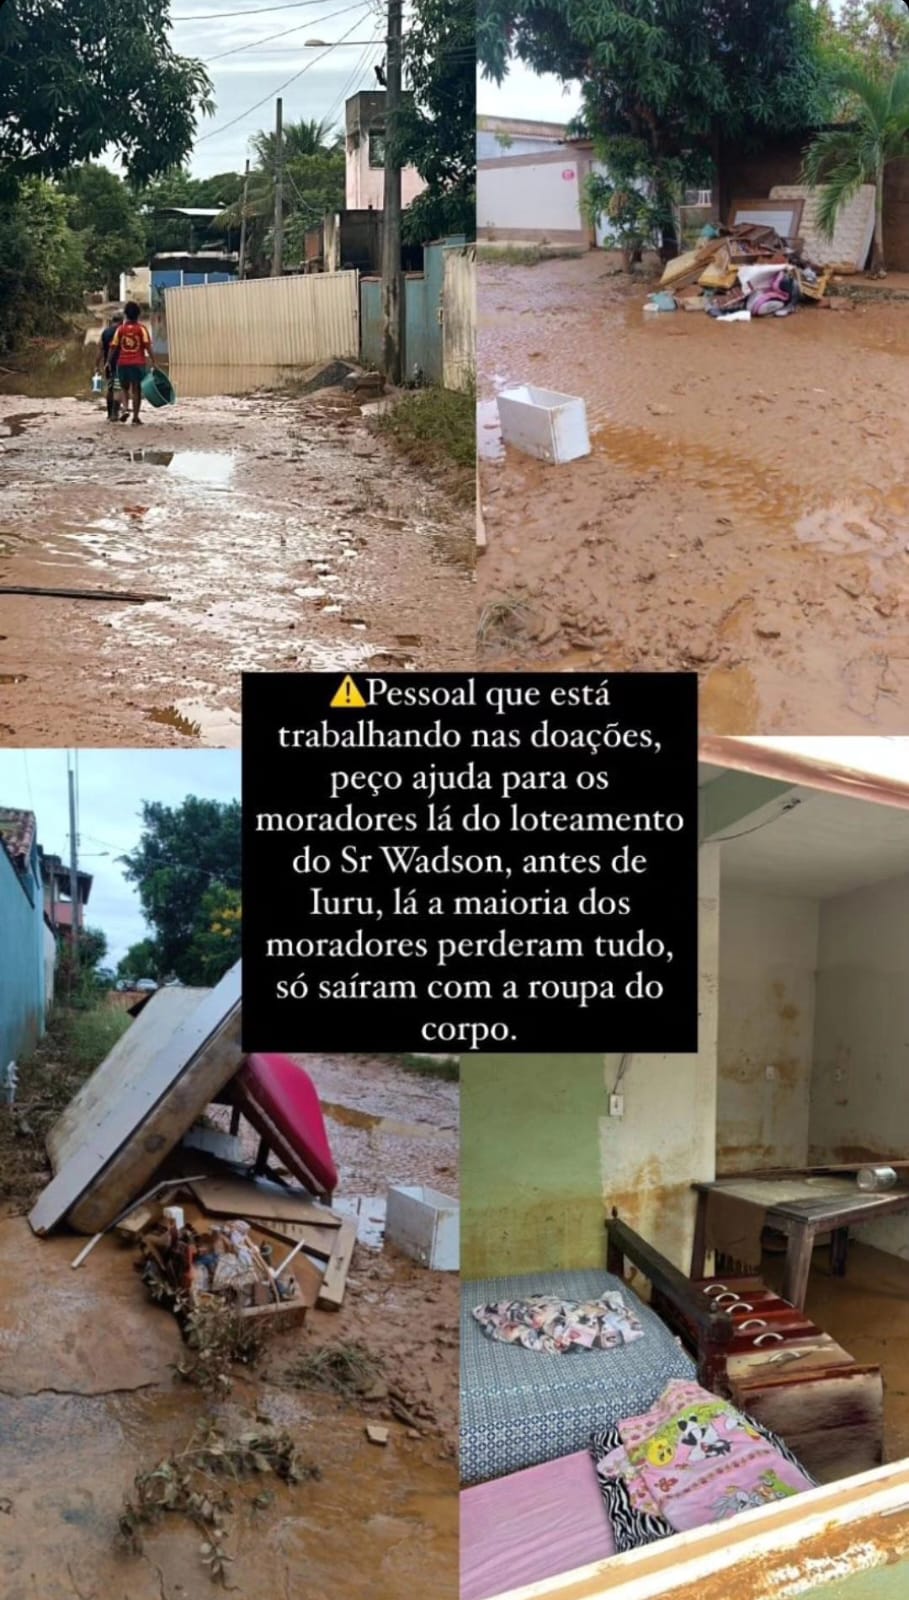 ⚠️Pessoal que está
trabalhando nas doações,
peço ajuda para os
moradores lá do loteamento
do Sr Wadson, antes de
Iuru, lá a maioria dos
moradores perderam tudo,
só saíram com a roupa do
corpo.